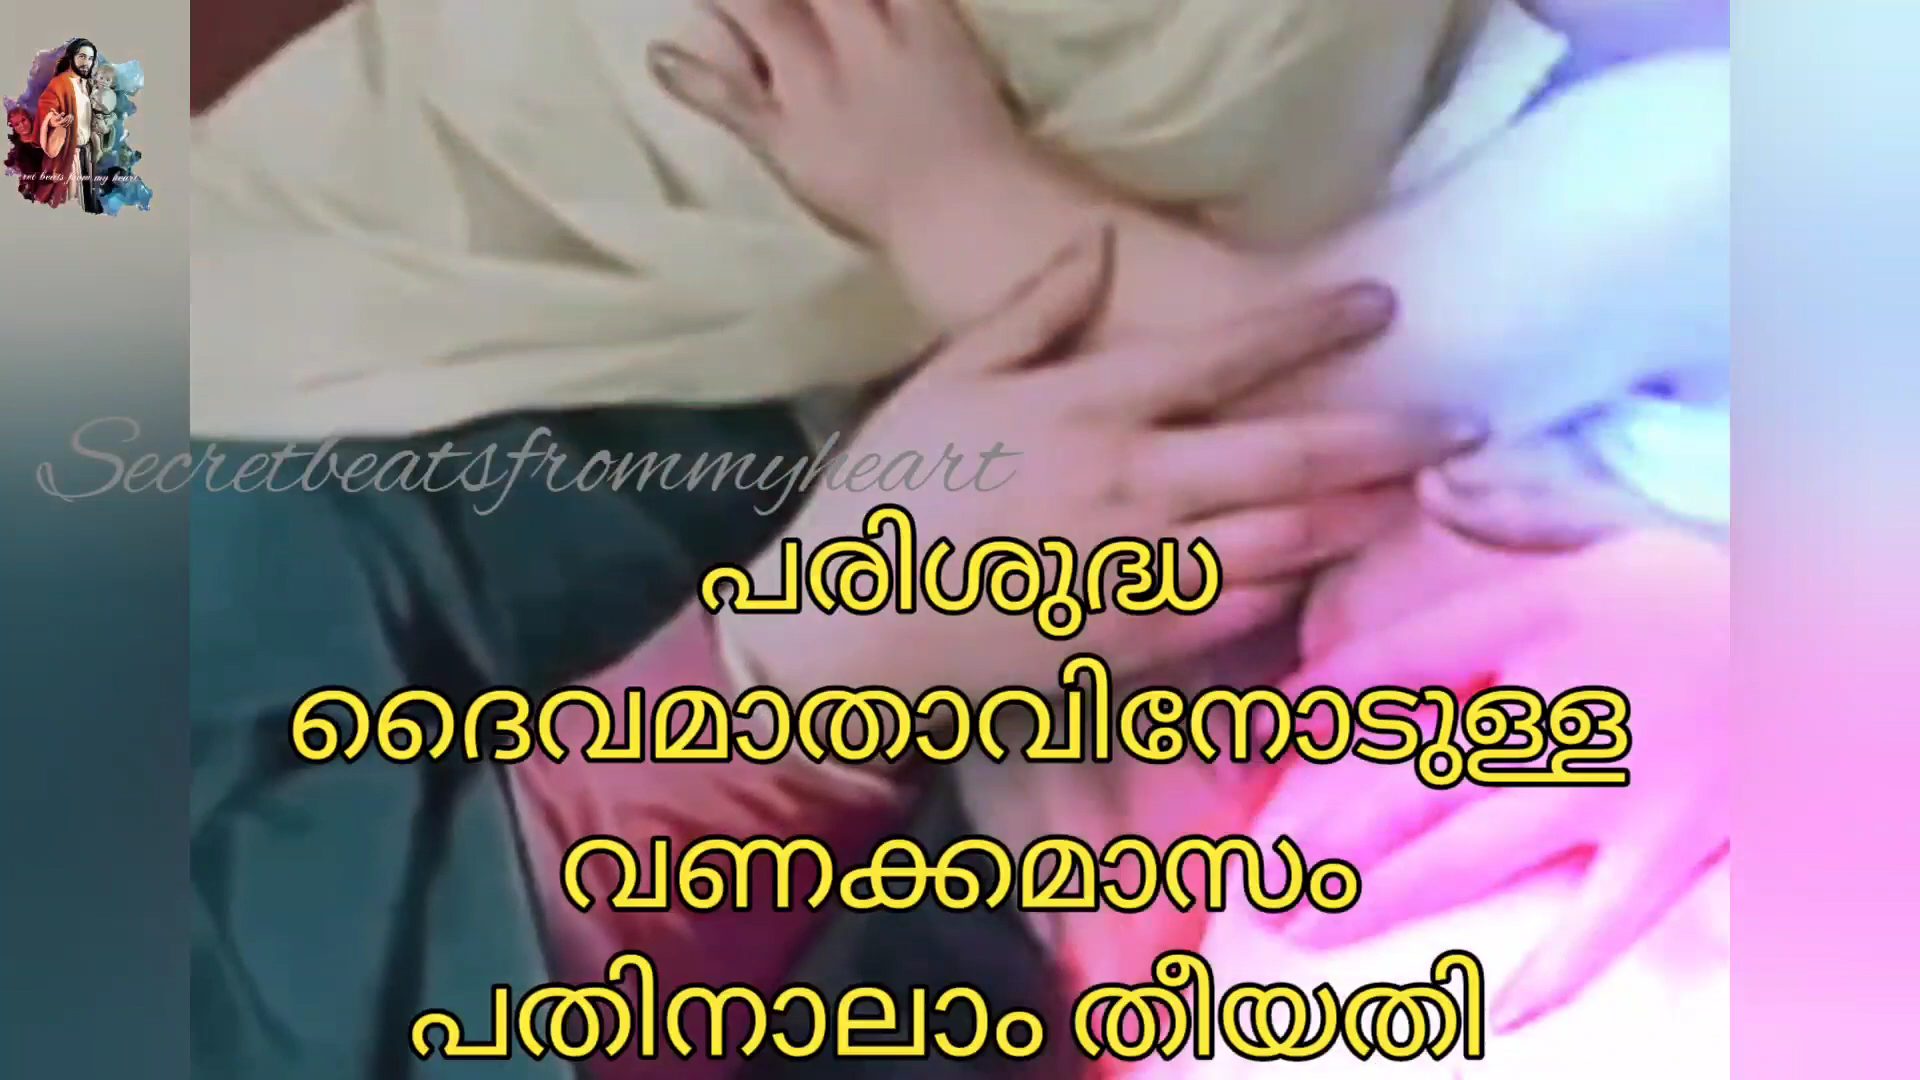 Secretbeatsfrommyheart
പരിശുദ്ധ
ദൈവമാതാവിനോടുള്ള
വണക്കമാസം
പതിനാലാം തീയതി